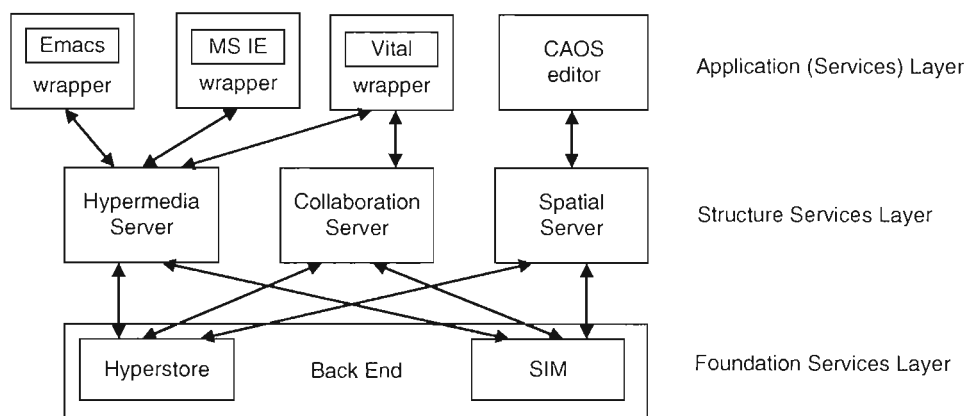 Emacs
wrapper
MS IE
wrapper
Vital
wrapper
CAOS
editor
Application (Services) Layer
Hypermedia
Server
Collaboration
Server
Spatial
Server
Structure Services Layer
Hyperstore
Back End
SIM
Foundation Services Layer